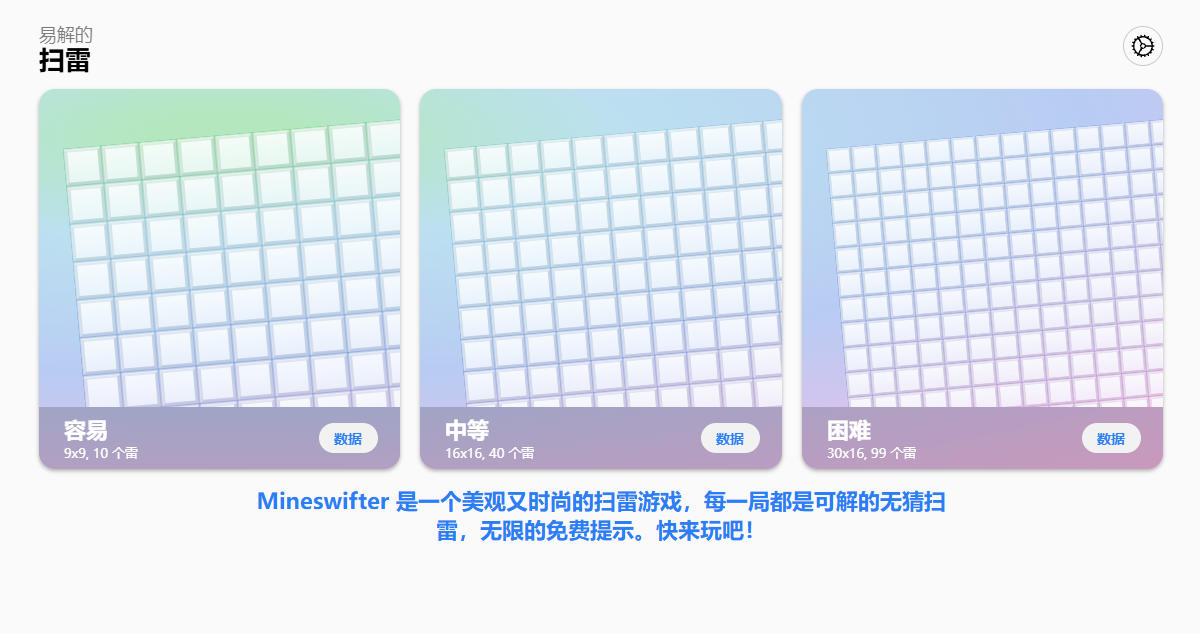 易解的
扫雷
容易
9x9, 10 个雷
数据
中等
16x16, 40 个雷
数据
困难
30x16, 99 个雷
数据
Mineswifter 是一个美观又时尚的扫雷游戏，每一局都是可解的无猜扫
雷，无限的免费提示。快来玩吧！